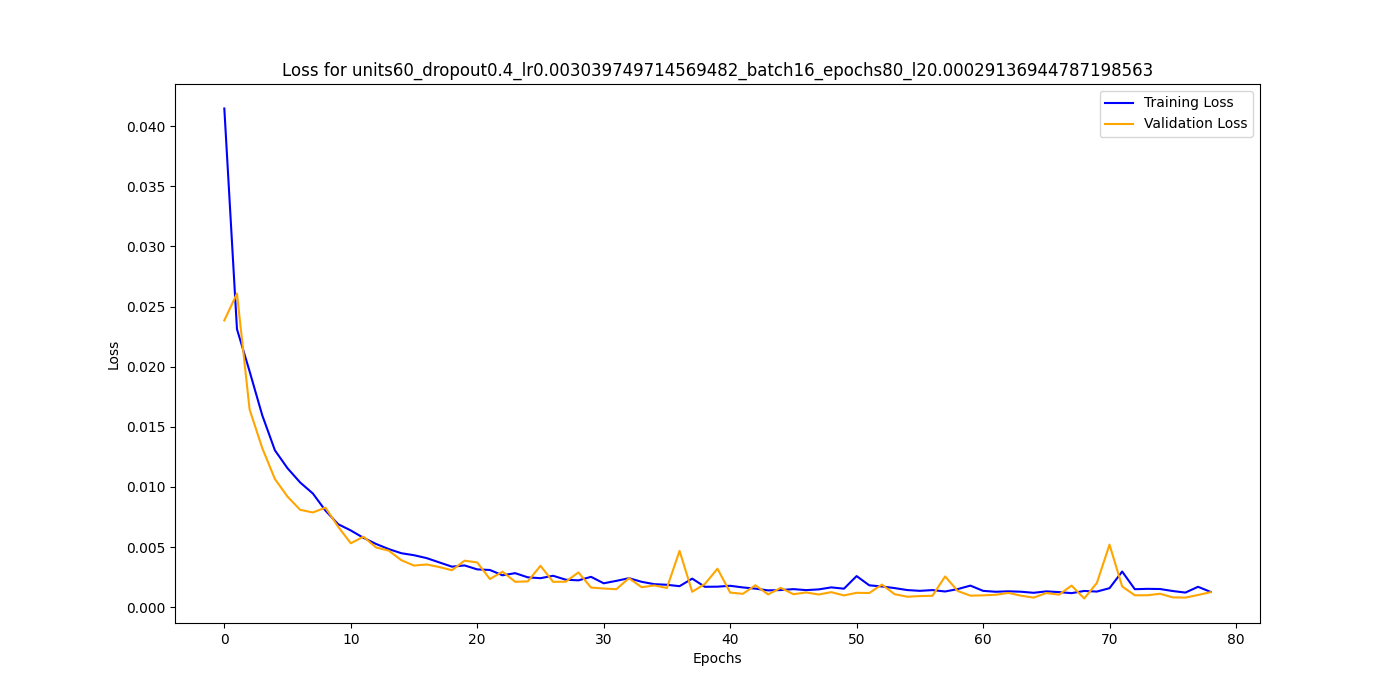 Loss for units60_dropout0.4_lr0.003039749714569482_batch16_epochs80_l20.00029136944787198563
Training Loss
Validation Loss
0.040
0.035
0.030
0.025
0.020
0.015
0.010
0.005
0.000
Loss
0 10 20 30 40 50 60 70 80
Epochs